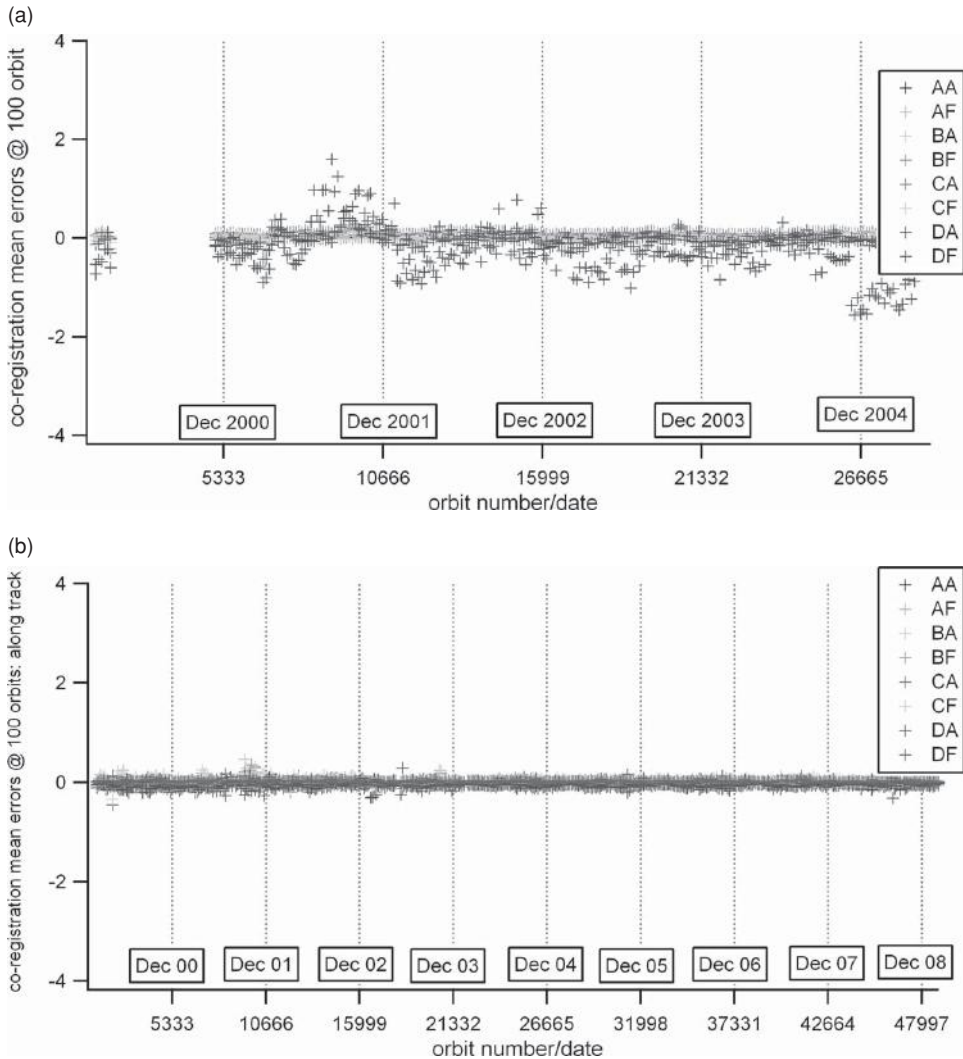 (a)
co-registration mean errors @ 100 orbit
4
2
0
-2
-4
AA
AF
BA
BF
CA
CF
DA
DF
Dec 2000
Dec 2001
Dec 2002
Dec 2003
Dec 2004
5333
10666
15999
21332
26665
orbit number/date
(b)
co-registration mean errors @ 100 orbits: along track
4
2
0
-2
-4
AA
AF
BA
BF
CA
CF
DA
DF
Dec 00
Dec 01
Dec 02
Dec 03
Dec 04
Dec 05
Dec 06
Dec 07
Dec 08
5333
10666
15999
21332
26665
31998
37331
42664
47997
orbit number/date